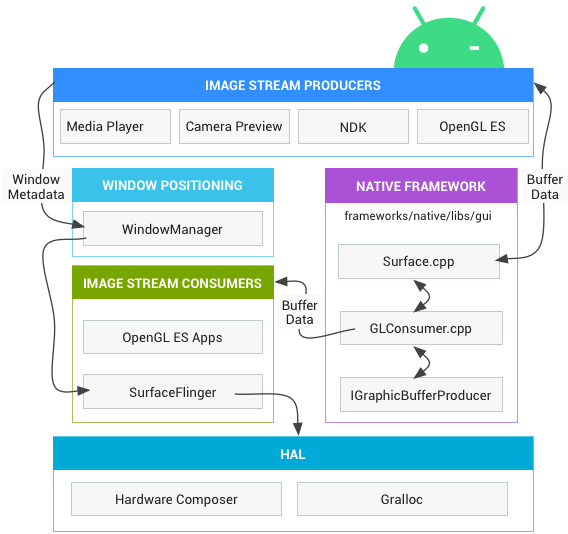 IMAGE STREAM PRODUCERS
Media Player
Camera Preview
NDK
OpenGL ES
Window
Metadata
WINDOW POSITIONING
WindowManager
NATIVE FRAMEWORK
frameworks/native/libs/gui
Buffer
Data
Surface.cpp
IMAGE STREAM CONSUMERS
Buffer
Data
GLConsumer.cpp
OpenGL ES Apps
SurfaceFlinger
IGraphicBufferProducer
HAL
Hardware Composer
Gralloc